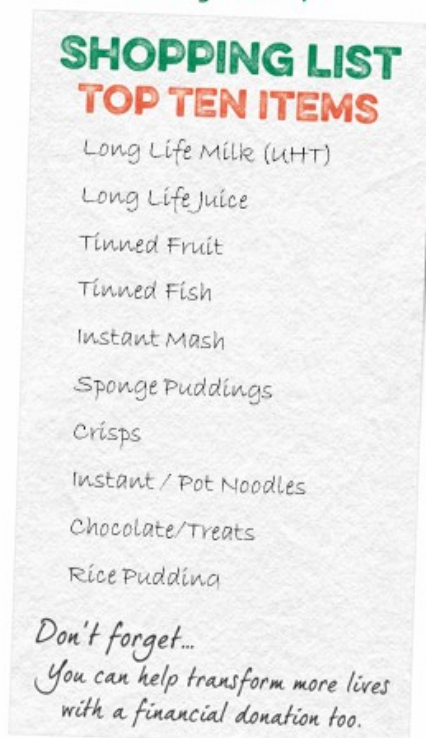 SHOPPING LIST
TOP TEN ITEMS
Long Life Milk (UHT)
Long Life Juice
Tinned Fruit
Tinned Fish
Instant Mash
Sponge Puddings
Crisps
Instant / Pot Noodles
Chocolate/Treats
Rice Pudding
Don't forget...
You can help transform more lives
with a financial donation too.